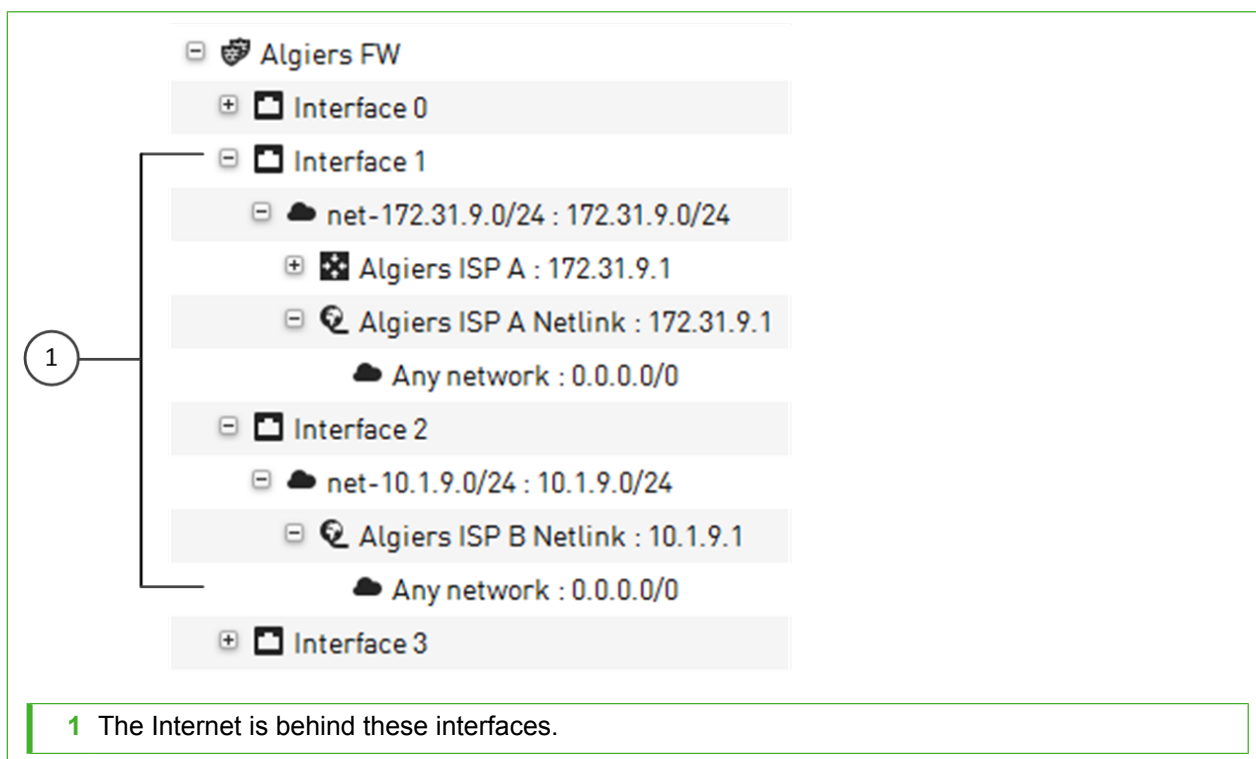 Algiers FW
Interface 0
Interface 1
net-172.31.9.0/24 : 172.31.9.0/24
Algiers ISP A : 172.31.9.1
Algiers ISP A Netlink : 172.31.9.1
1
Any network : 0.0.0.0/0
Interface 2
net-10.1.9.0/24 : 10.1.9.0/24
Algiers ISP B Netlink : 10.1.9.1
Any network : 0.0.0.0/0
Interface 3
1 The Internet is behind these interfaces.